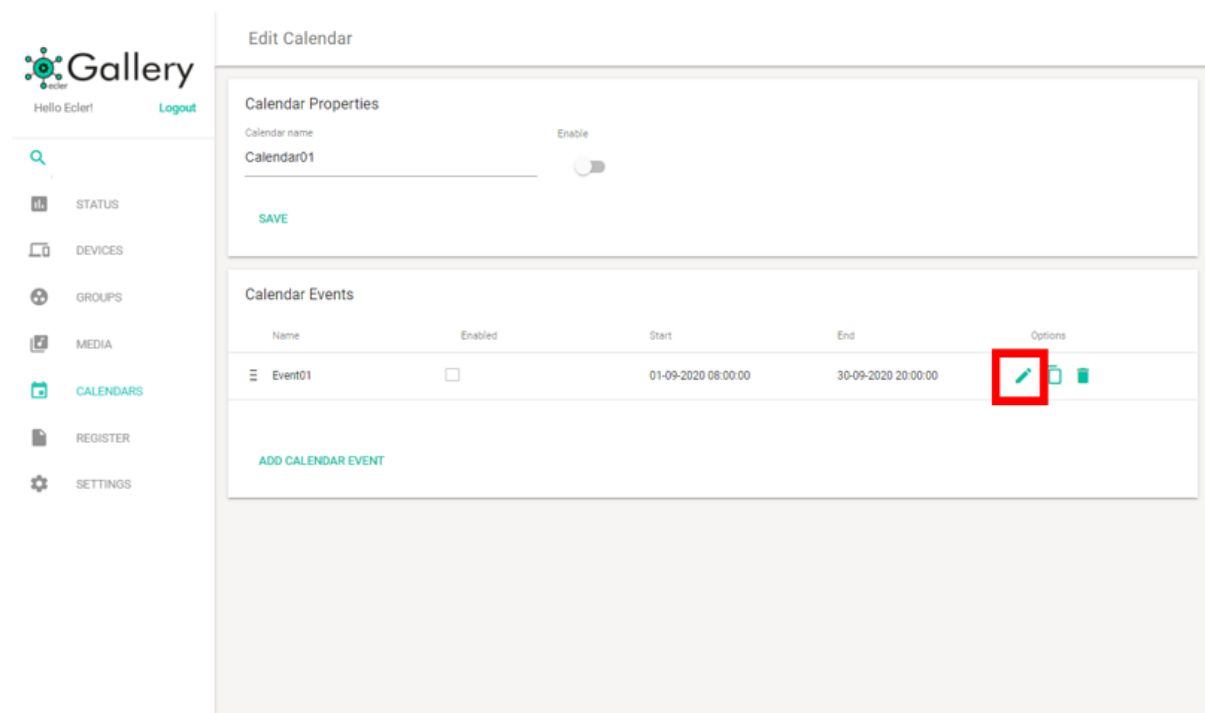 Edit Calendar
Gallery
ecler
Hello Ecler! Logout
STATUS
DEVICES
GROUPS
MEDIA
CALENDARS
REGISTER
SETTINGS
Calendar Properties
Calendar name Enable
Calendar01
SAVE
Calendar Events
Name Enabled Start End Options
Event01 01-09-2020 08:00:00 30-09-2020 20:00:00
ADD CALENDAR EVENT